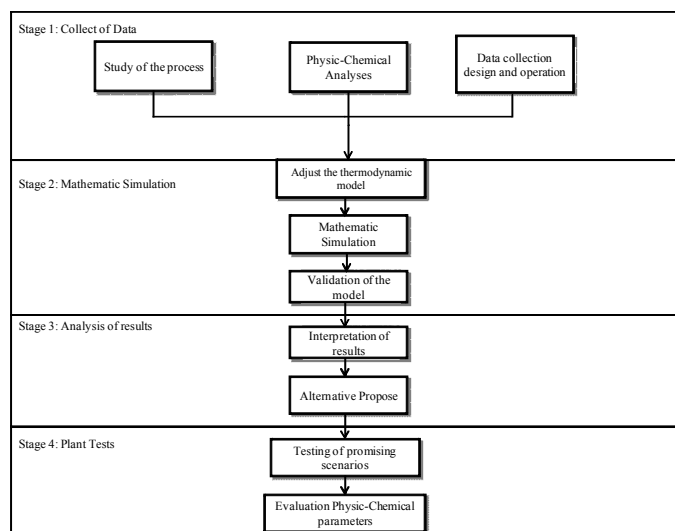 Stage 1: Collect of Data
Study of the process
Physic-Chemical
Analyses
Data collection
design and operation
Stage 2: Mathematic Simulation
Adjust the thermodynamic
model
Mathematic
Simulation
Validation of the
model
Stage 3: Analysis of results
Interpretation of
results
Alternative Propose
Stage 4: Plant Tests
Testing of promising
scenarios
Evaluation Physic-Chemical
parameters